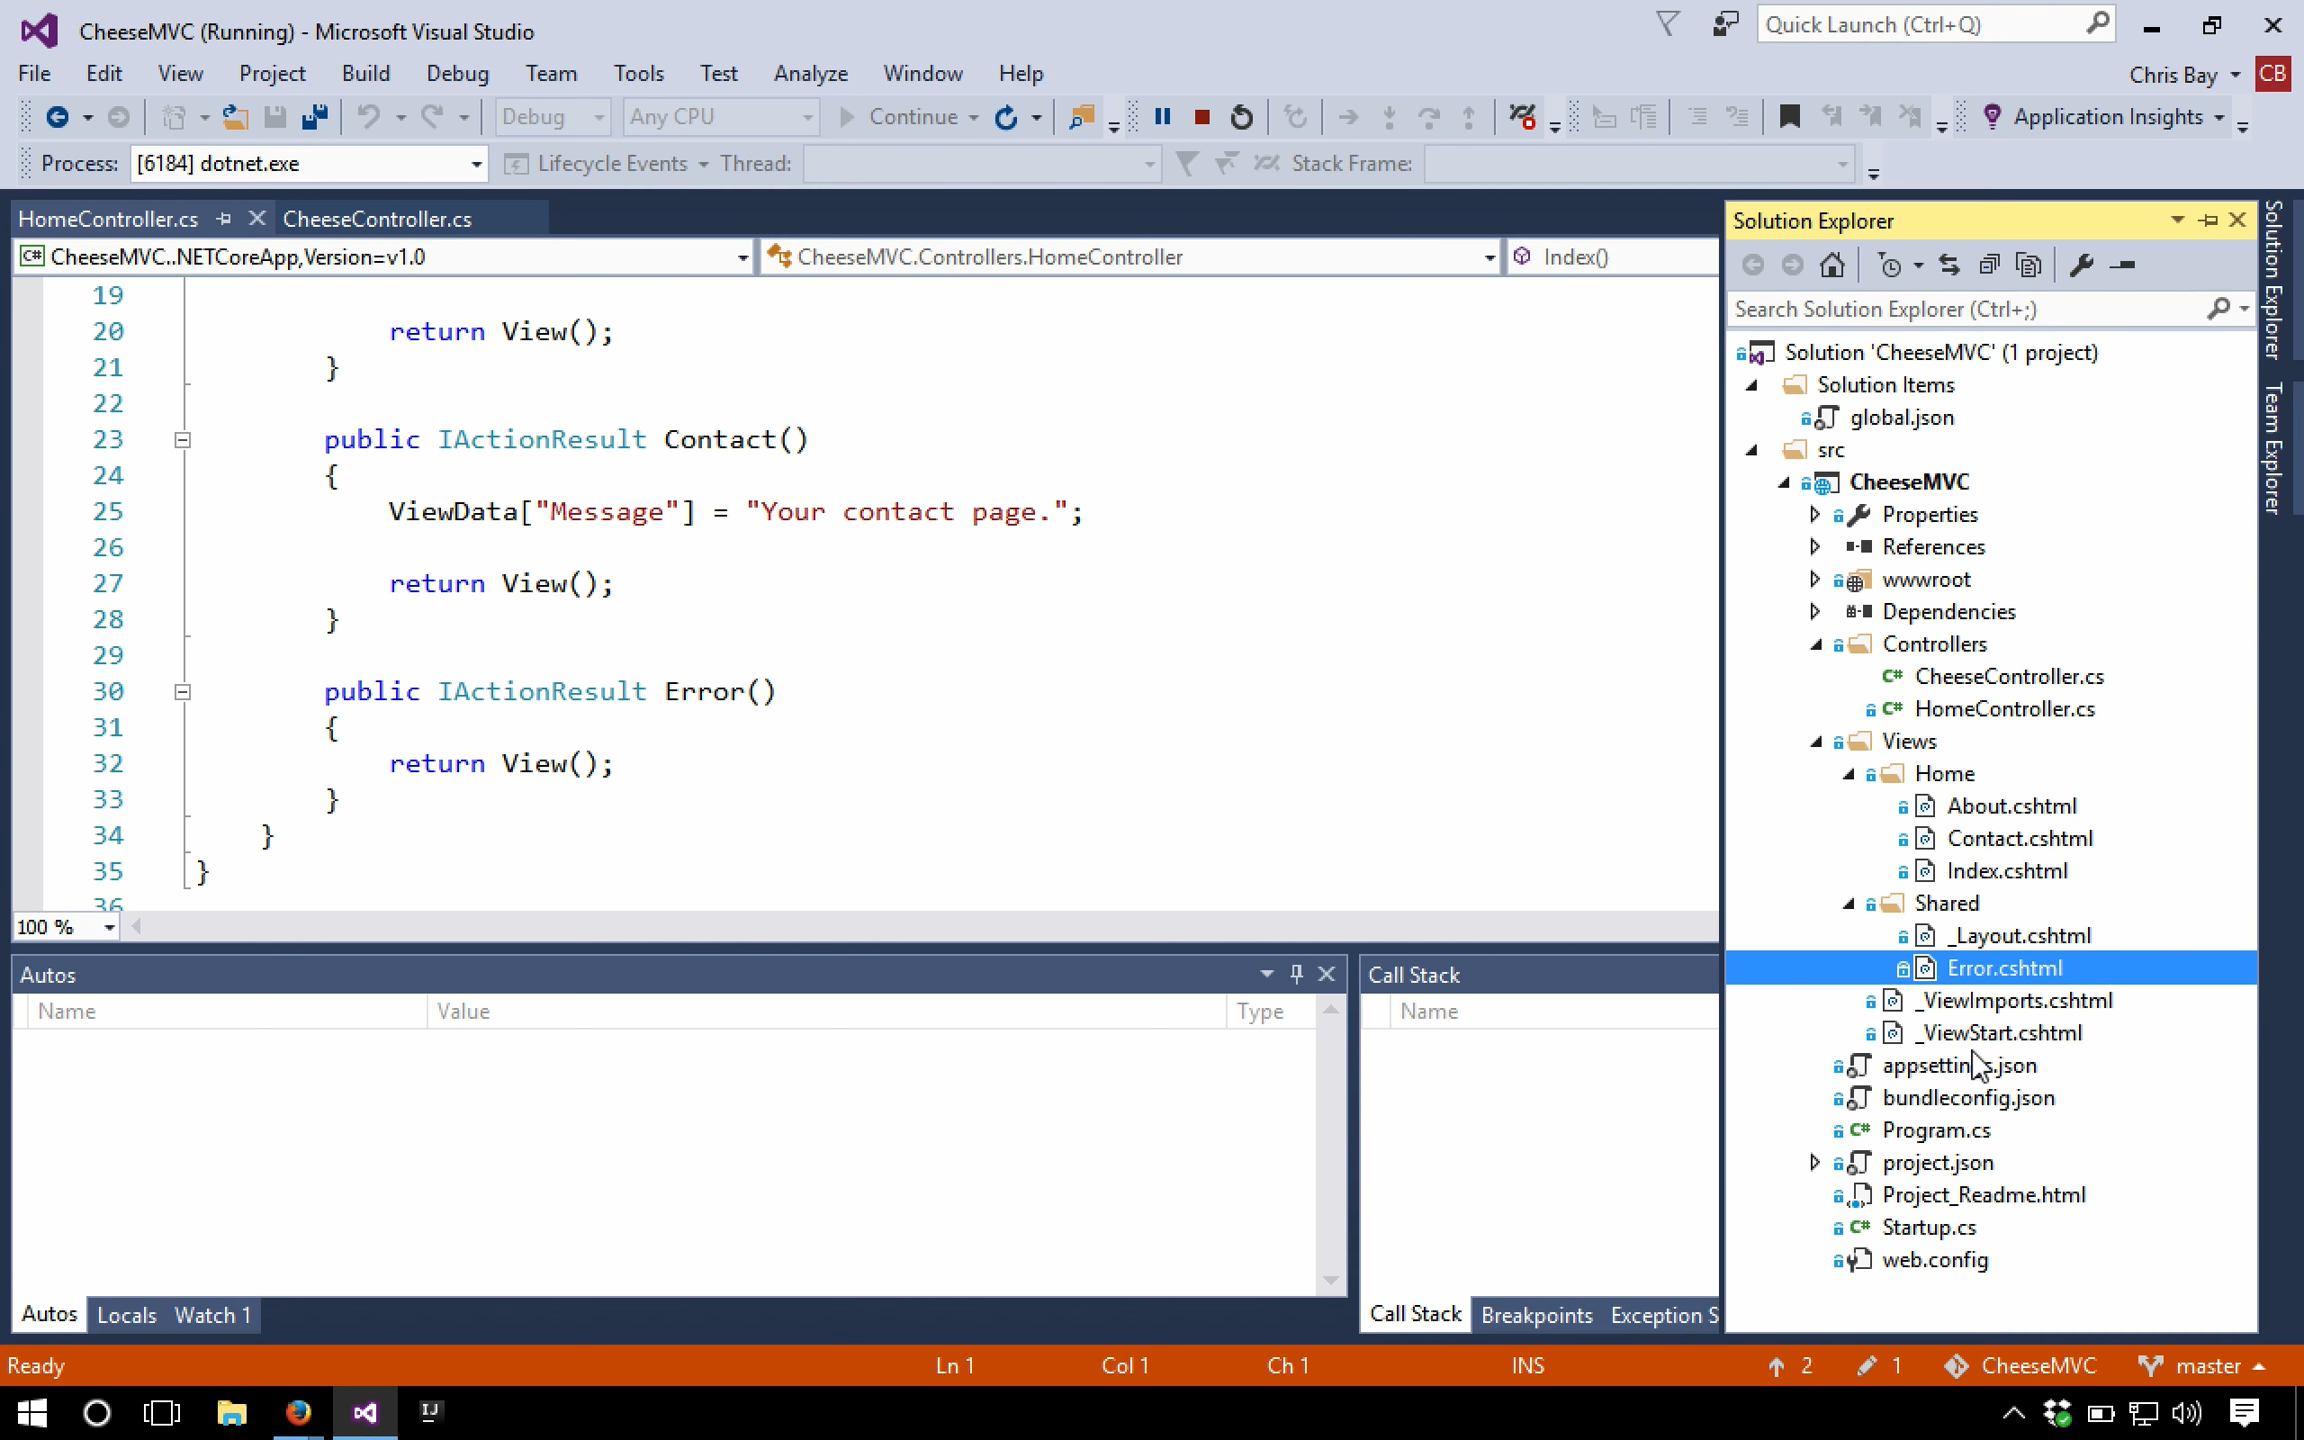 CheeseMVC (Running) - Microsoft Visual Studio
Quick Launch (Ctrl+Q)
File Edit View Project Build Debug Team Tools Test Analyze Window Help
Chris Bay CB
Debug Any CPU Continue Application Insights
Process: [6184] dotnet.exe Lifecycle Events Thread: Stack Frame:
HomeController.cs CheeseController.cs
CheeseMVC..NETCoreApp,Version=v1.0 CheeseMVC.Controllers.HomeController Index()
19
20 return View();
21 }
22
23 public IActionResult Contact()
24 {
25 ViewData["Message"] = "Your contact page.";
26
27 return View();
28 }
29
30 public IActionResult Error()
31 {
32 return View();
33 }
34 }
35 }
36
100 %
Autos
Name Value Type
Autos Locals Watch 1
Call Stack
Name
Call Stack Breakpoints Exception S
Solution Explorer
Search Solution Explorer (Ctrl+;)
Solution 'CheeseMVC' (1 project)
Solution Items
global.json
src
CheeseMVC
Properties
References
wwwroot
Dependencies
Controllers
CheeseController.cs
HomeController.cs
Views
Home
About.cshtml
Contact.cshtml
Index.cshtml
Shared
_Layout.cshtml
Error.cshtml
_ViewImports.cshtml
_ViewStart.cshtml
appsettings.json
bundleconfig.json
Program.cs
project.json
Project_Readme.html
Startup.cs
web.config
Solution Explorer
Team Explorer
Ready Ln 1 Col 1 Ch 1 INS 2 1 CheeseMVC master
IJ